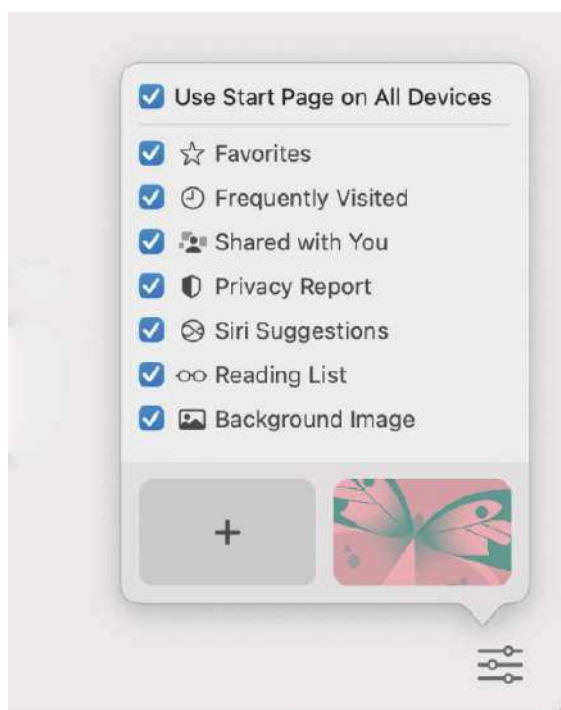 Use Start Page on All Devices
Favorites
Frequently Visited
Shared with You
Privacy Report
Siri Suggestions
Reading List
Background Image